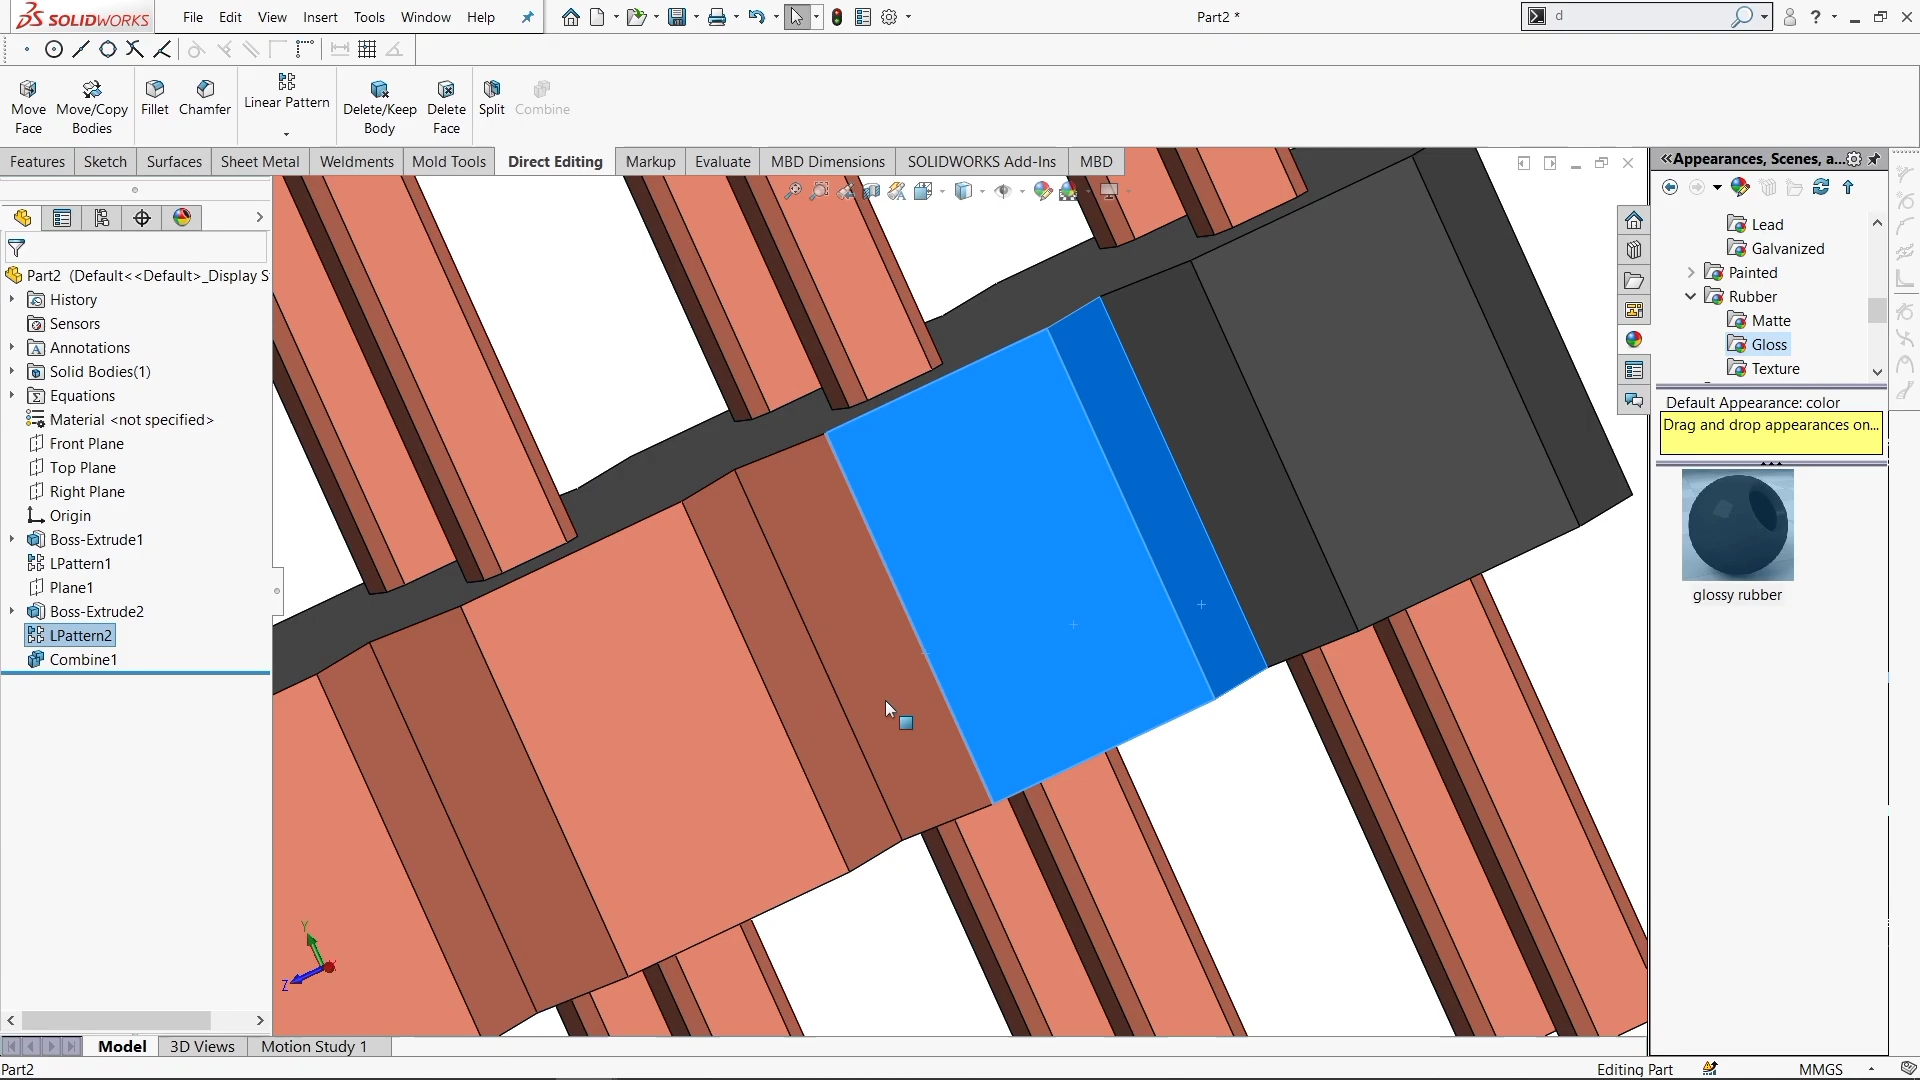 SOLIDWORKS
File Edit View Insert Tools Window Help
Part2 *
d
Move Face
Move/Copy Bodies
Fillet
Chamfer
Linear Pattern
Delete/Keep Body
Delete Face
Split
Combine
Features Sketch Surfaces Sheet Metal Weldments Mold Tools Direct Editing Markup Evaluate MBD Dimensions SOLIDWORKS Add-Ins MBD
«Appearances, Scenes, a...
Part2 (Default<<Default>_Display S
History
Sensors
Annotations
Solid Bodies(1)
Equations
Material <not specified>
Front Plane
Top Plane
Right Plane
Origin
Boss-Extrude1
LPattern1
Plane1
Boss-Extrude2
LPattern2
Combine1
Lead
Galvanized
Painted
Rubber
Matte
Gloss
Texture
Default Appearance: color
Drag and drop appearances on...
glossy rubber
Y
Z
Model 3D Views Motion Study 1
Part2
Editing Part
MMGS